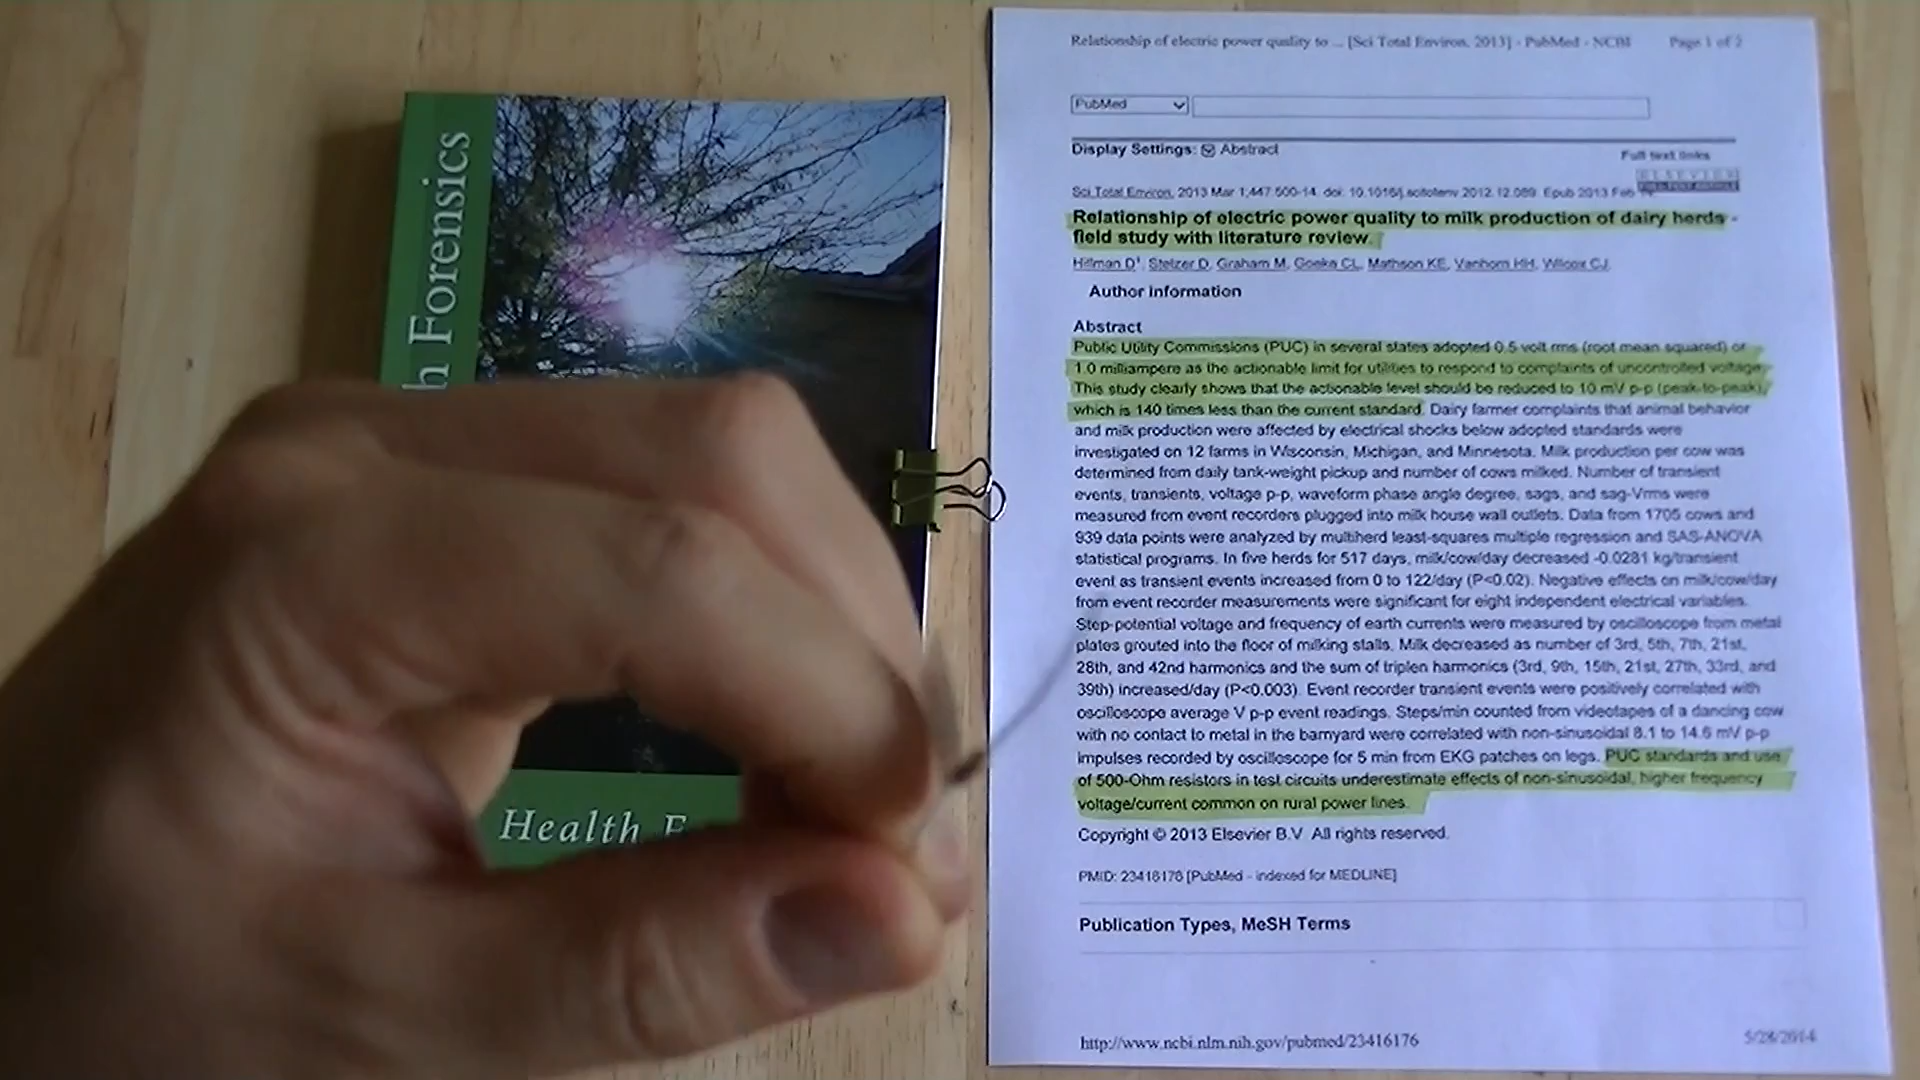 h Forensics
Health F
Relationship of electric power quality to ... [Sci Total Environ. 2013] - PubMed - NCBI Page 1 of 2
PubMed
Display Settings: Abstract
Full text links
Sci Total Environ. 2013 Mar 1;447:500-14. doi: 10.1016/j.scitotenv.2012.12.089. Epub 2013 Feb
ELSEVIER
Relationship of electric power quality to milk production of dairy herds -
field study with literature review.
Hillman D¹, Stetzer D, Graham M, Goeke CL, Mathson KE, Vanhorn HH, Wilcox CJ.
Author information
Abstract
Public Utility Commissions (PUC) in several states adopted 0.5 volt rms (root mean squared) or
1.0 milliampere as the actionable limit for utilities to respond to complaints of uncontrolled voltage.
This study clearly shows that the actionable level should be reduced to 10 mV p-p (peak-to-peak),
which is 140 times less than the current standard. Dairy farmer complaints that animal behavior
and milk production were affected by electrical shocks below adopted standards were
investigated on 12 farms in Wisconsin, Michigan, and Minnesota. Milk production per cow was
determined from daily tank-weight pickup and number of cows milked. Number of transient
events, transients, voltage p-p, waveform phase angle degree, sags, and sag-Vrms were
measured from event recorders plugged into milk house wall outlets. Data from 1705 cows and
939 data points were analyzed by multiherd least-squares multiple regression and SAS-ANOVA
statistical programs. In five herds for 517 days, milk/cow/day decreased -0.0281 kg/transient
event as transient events increased from 0 to 122/day (P<0.02). Negative effects on milk/cow/day
from event recorder measurements were significant for eight independent electrical variables.
Step-potential voltage and frequency of earth currents were measured by oscilloscope from metal
plates grouted into the floor of milking stalls. Milk decreased as number of 3rd, 5th, 7th, 21st,
28th, and 42nd harmonics and the sum of triplen harmonics (3rd, 9th, 15th, 21st, 27th, 33rd, and
39th) increased/day (P<0.003). Event recorder transient events were positively correlated with
oscilloscope average V p-p event readings. Steps/min counted from videotapes of a dancing cow
with no contact to metal in the barnyard were correlated with non-sinusoidal 8.1 to 14.6 mV p-p
impulses recorded by oscilloscope for 5 min from EKG patches on legs. PUC standards and use
of 500-Ohm resistors in test circuits underestimate effects of non-sinusoidal, higher frequency
voltage/current common on rural power lines.
Copyright © 2013 Elsevier B.V. All rights reserved.
PMID: 23416176 [PubMed - indexed for MEDLINE]
Publication Types, MeSH Terms
http://www.ncbi.nlm.nih.gov/pubmed/23416176 5/28/2014